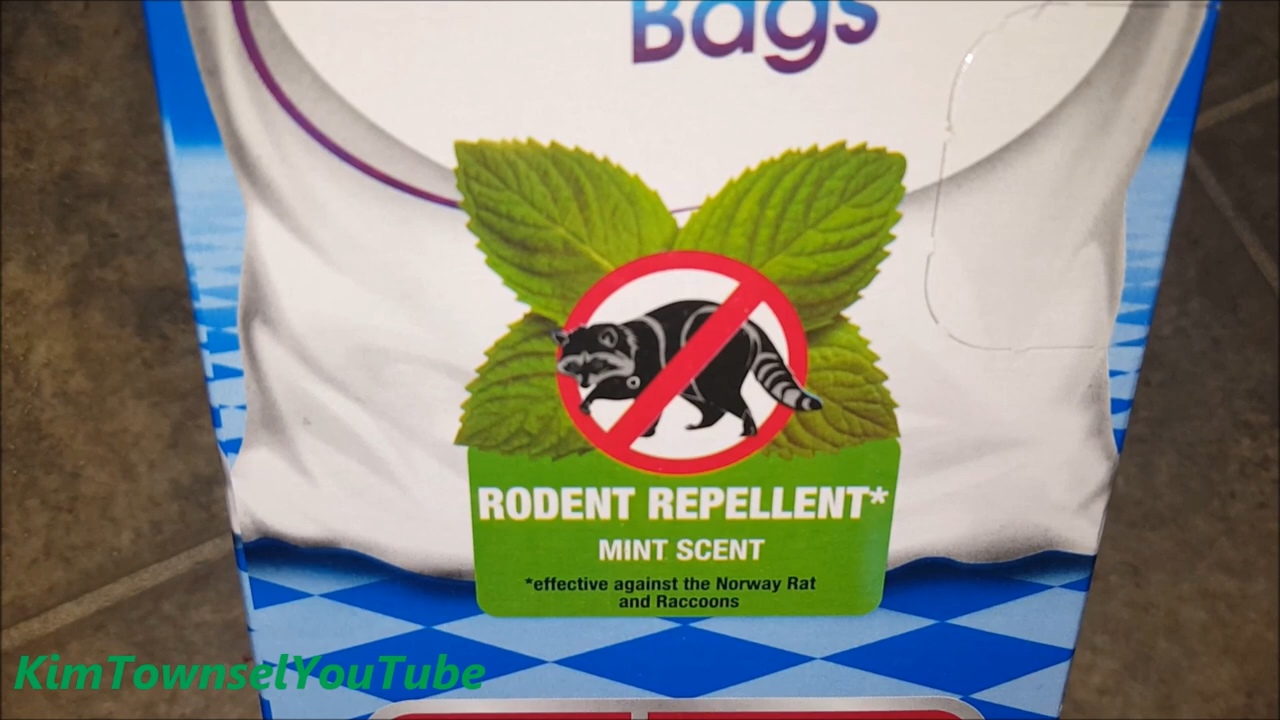 Bags
RODENT REPELLENT*
MINT SCENT
*effective against the Norway Rat
and Raccoons
KimTownselYouTube